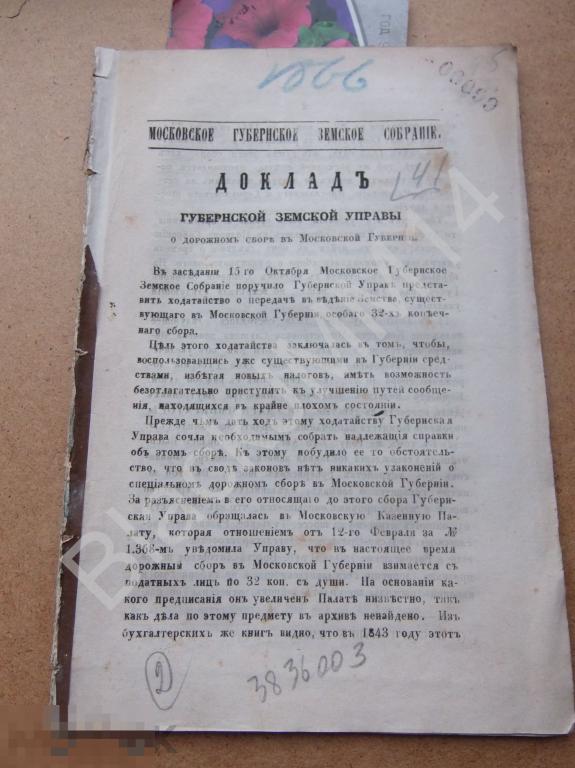 1866
МОСКОВСКОЕ ГУБЕРНСКОЕ ЗЕМСКОЕ СОБРАНІЕ.
41
ДОКЛАДЪ
ГУБЕРНСКОЙ ЗЕМСКОЙ УПРАВЫ
О ДОРОЖНОМЪ СБОРѢ ВЪ МОСКОВСКОЙ ГУБЕРНІИ.
Въ засѣданіи 15-го Октября Московское Губернское
Земское Собраніе поручило Губернской Управѣ предста-
вить ходатайство о передачѣ въ вѣдѣніе Земства, сущест-
вующаго въ Московской Губерніи, особаго 32-хъ копѣеч-
наго сбора.
Цѣль этого ходатайства заключалась въ томъ, чтобы,
воспользовавшись уже существующими въ Губерніи сред-
ствами, избѣгая новыхъ налоговъ, имѣть возможность
безотлагательно приступить къ улучшенію путей сообще-
нія, находящихся въ крайне плохомъ состояніи.
Прежде чѣмъ дать ходъ этому ходатайству Губернская
Управа сочла необходимымъ собрать надлежащія справки
объ этомъ сборѣ. Къ этому побудило ее то обстоятель-
ство, что въ сводѣ законовъ нѣтъ никакихъ узаконеній о
спеціальномъ дорожномъ сборѣ въ Московской Губерніи.
За разъясненіемъ всего относящаго до этого сбора Губерн-
ская Управа обращалась въ Московскую Казенную Па-
лату, которая отношеніемъ отъ 12-го Февраля за №
1.368-мъ увѣдомила Управу, что въ настоящее время
дорожный сборъ въ Московской Губерніи взимается съ
податныхъ лицъ по 32 коп. съ души. На основаніи ка-
кого предписанія онъ увеличенъ Палатѣ неизвѣстно, такъ
какъ дѣла по этому предмету въ архивѣ ненайдено. Изъ
бухгалтерскихъ же книгъ видно, что въ 1843 году этотъ
2
3836003